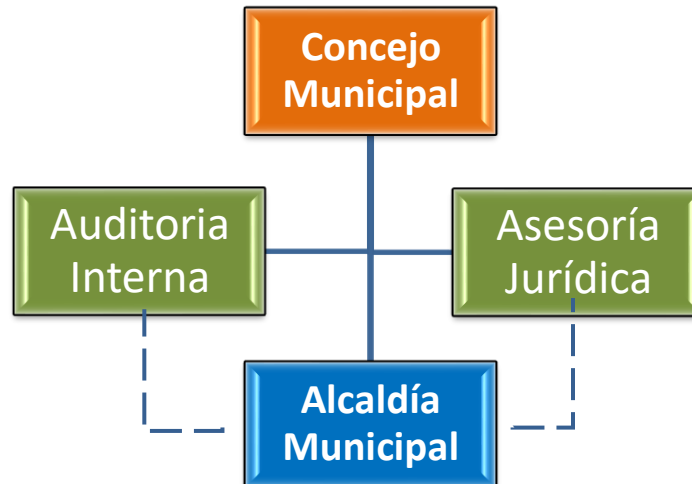 Concejo
Municipal
Auditoria
Interna
Asesoría
Jurídica
Alcaldía
Municipal